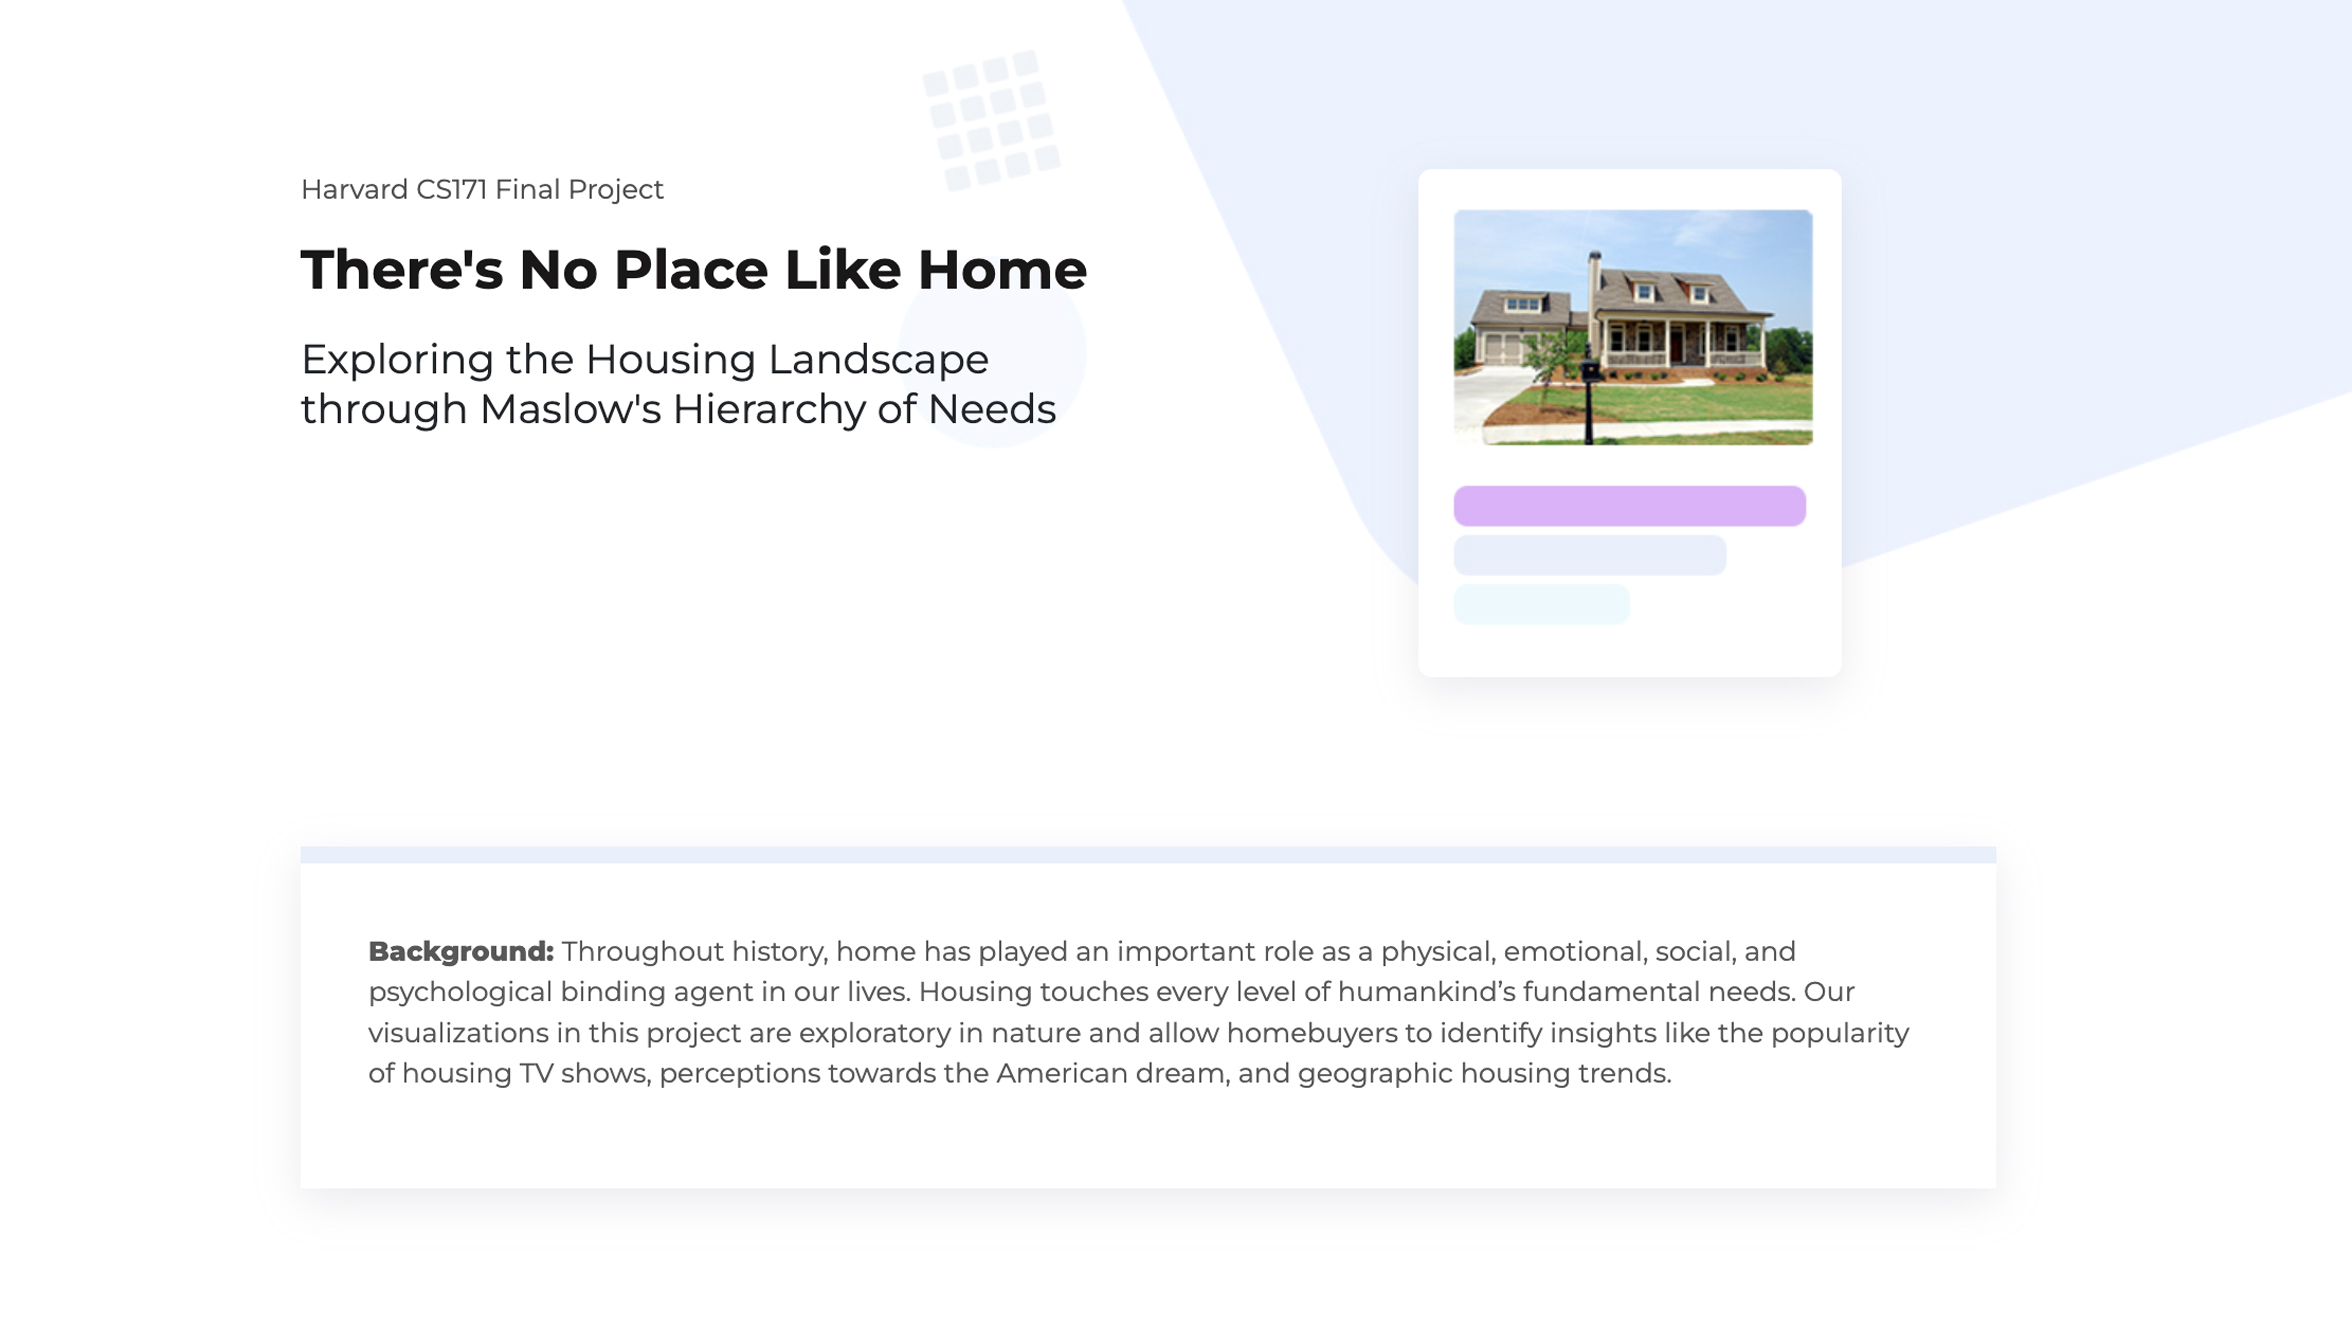 Harvard CS171 Final Project
There's No Place Like Home
Exploring the Housing Landscape
through Maslow's Hierarchy of Needs
Background: Throughout history, home has played an important role as a physical, emotional, social, and
psychological binding agent in our lives. Housing touches every level of humankind’s fundamental needs. Our
visualizations in this project are exploratory in nature and allow homebuyers to identify insights like the popularity
of housing TV shows, perceptions towards the American dream, and geographic housing trends.